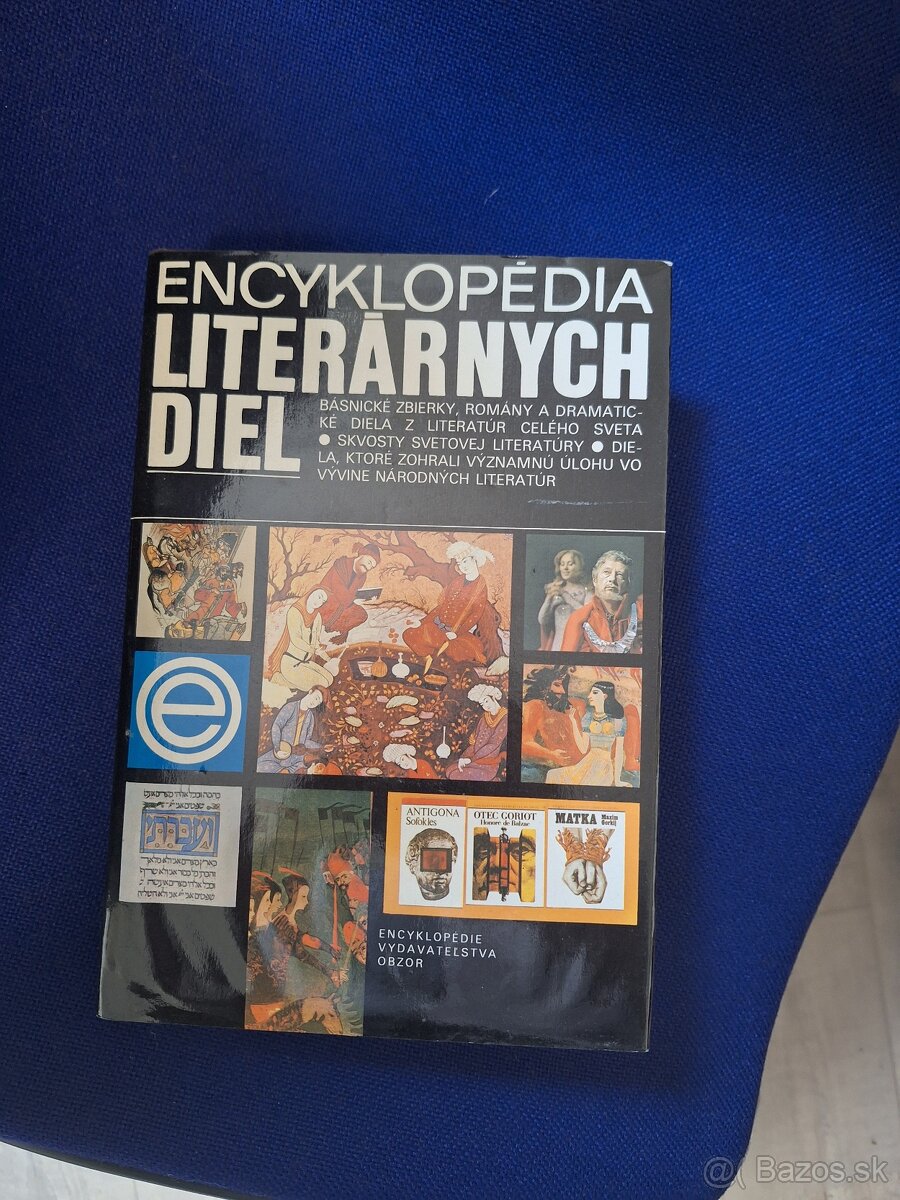 ENCYKLOPÉDIA
LITERÁRNYCH
DIEL
BÁSNICKÉ ZBIERKY, ROMÁNY A DRAMATIC-
KÉ DIELA Z LITERATÚR CELÉHO SVETA
● SKVOSTY SVETOVEJ LITERATÚRY ● DIE-
LA, KTORÉ ZOHRALI VÝZNAMNÚ ÚLOHU VO
VÝVINE NÁRODNÝCH LITERATÚR
e
ANTIGONA
Sofokles
OTEC GORIOT
Honoré de Balzac
MATKA Maxim
Gorkij
ENCYKLOPÉDIE
VYDAVATEĽSTVA
OBZOR
@( Bazos.sk